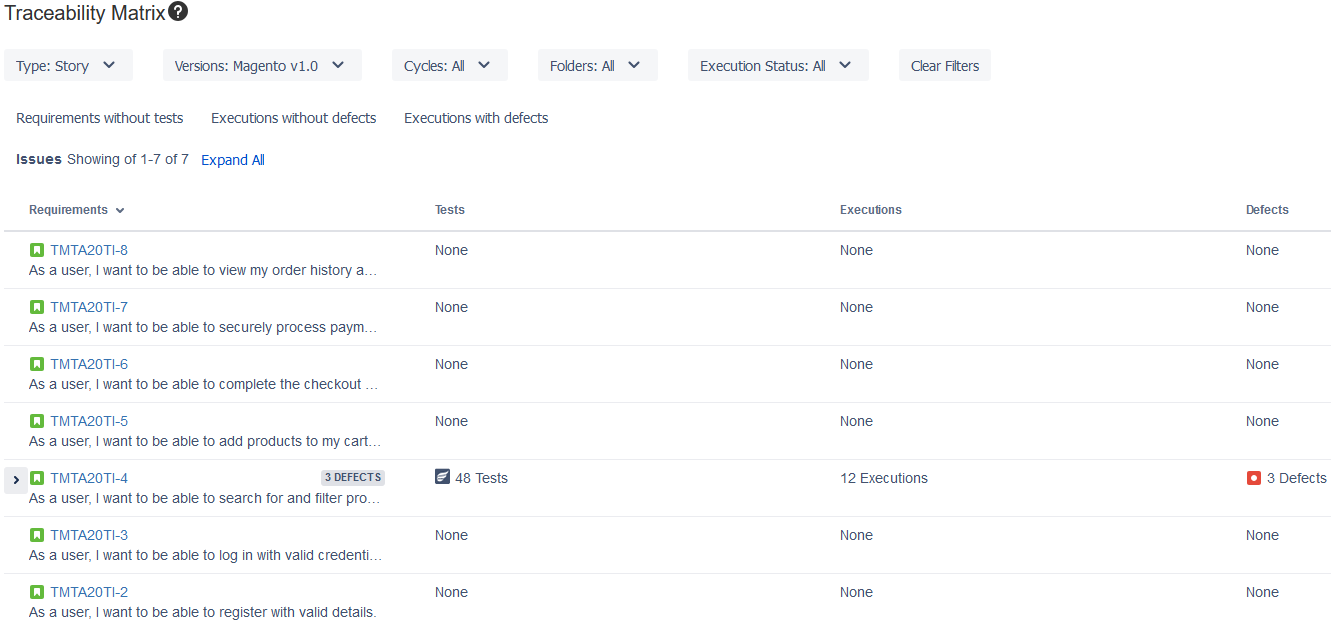 Traceability Matrix ?
Type: Story Versions: Magento v1.0 Cycles: All Folders: All Execution Status: All Clear Filters
Requirements without tests Executions without defects Executions with defects
Issues Showing of 1-7 of 7 Expand All
Requirements Tests Executions Defects
TMTA20TI-8 None None None
As a user, I want to be able to view my order history a...
TMTA20TI-7 None None None
As a user, I want to be able to securely process paym...
TMTA20TI-6 None None None
As a user, I want to be able to complete the checkout ...
TMTA20TI-5 None None None
As a user, I want to be able to add products to my cart...
TMTA20TI-4 3 DEFECTS 48 Tests 12 Executions 3 Defects
As a user, I want to be able to search for and filter pro...
TMTA20TI-3 None None None
As a user, I want to be able to log in with valid credenti...
TMTA20TI-2 None None None
As a user, I want to be able to register with valid details.